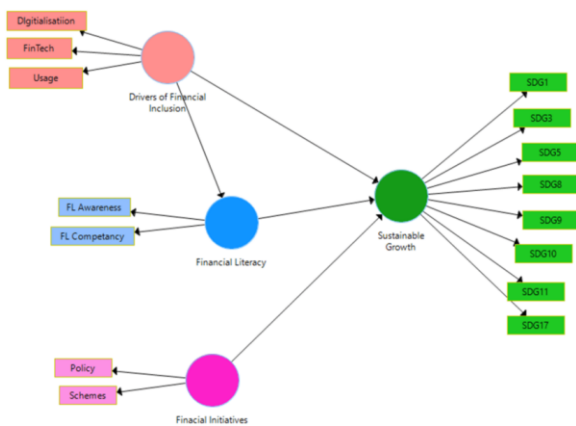 DIgitialisatiion
FinTech
Usage
Drivers of Financial
Inclusion
FL Awareness
FL Competancy
Financial Literacy
Policy
Schemes
Finacial Initiatives
Sustainable
Growth
SDG1
SDG3
SDG5
SDG8
SDG9
SDG10
SDG11
SDG17